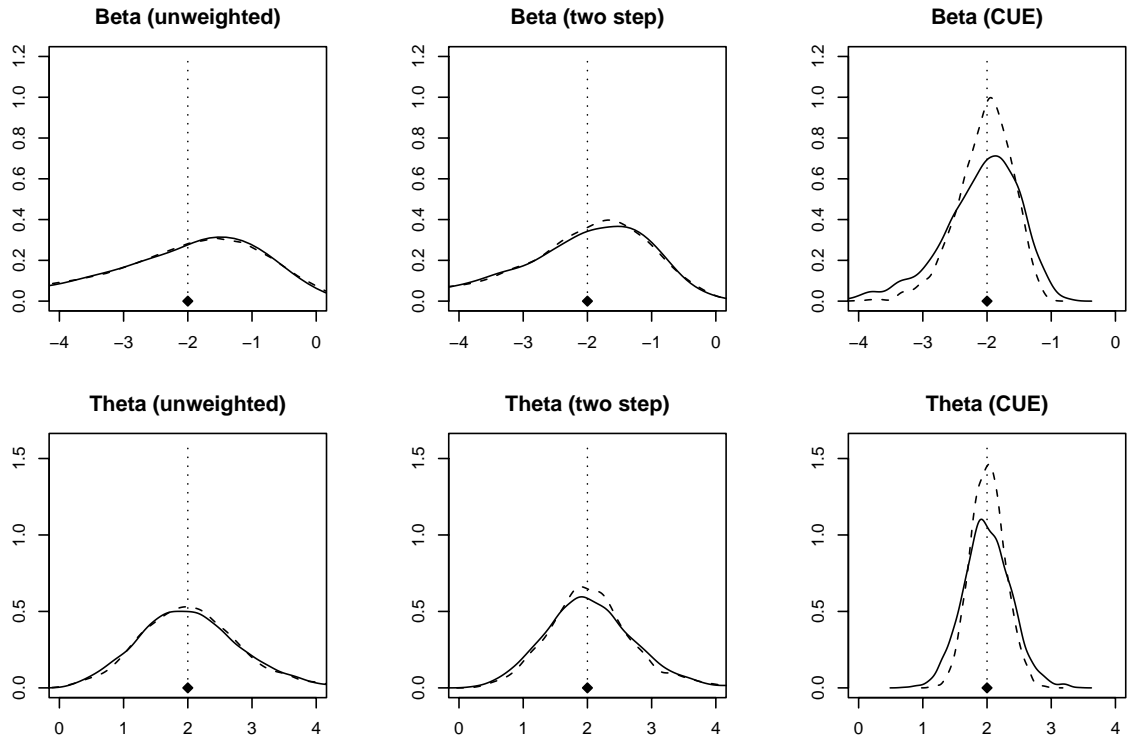 Beta (unweighted)
Beta (two step)
Beta (CUE)
0.0 0.2 0.4 0.6 0.8 1.0 1.2
0.0 0.2 0.4 0.6 0.8 1.0 1.2
0.0 0.2 0.4 0.6 0.8 1.0 1.2
−4 −3 −2 −1 0
−4 −3 −2 −1 0
−4 −3 −2 −1 0
Theta (unweighted)
Theta (two step)
Theta (CUE)
0.0 0.5 1.0 1.5
0.0 0.5 1.0 1.5
0.0 0.5 1.0 1.5
0 1 2 3 4
0 1 2 3 4
0 1 2 3 4